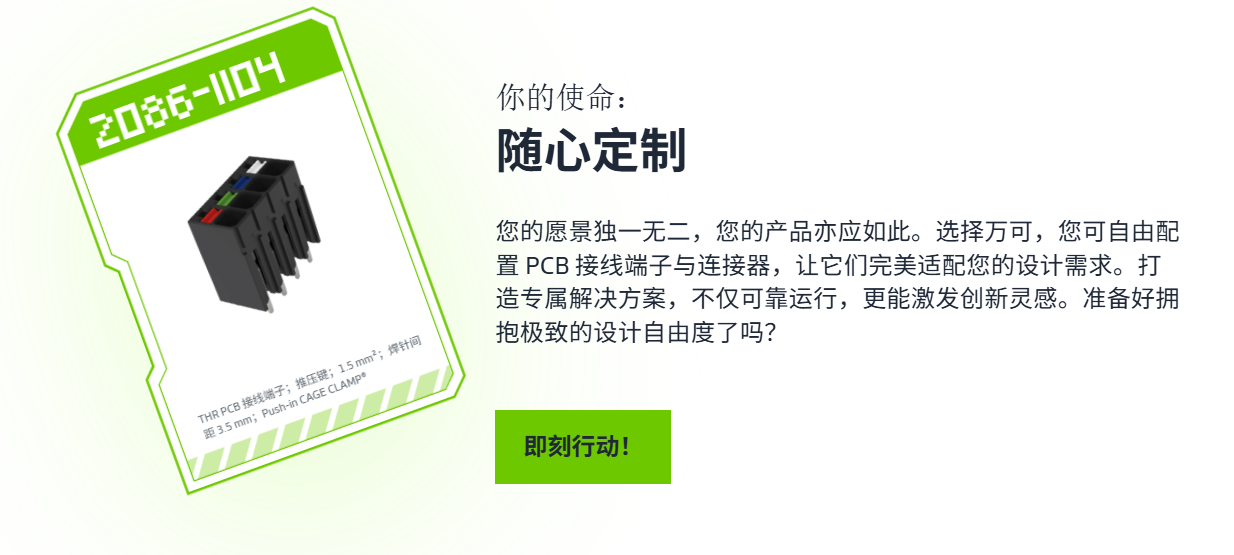 2086-1104
THR PCB 接线端子；推压键；1.5 mm²；焊针间
距 3.5 mm；Push-in CAGE CLAMP®
你的使命：
随心定制
您的愿景独一无二，您的产品亦应如此。选择万可，您可自由配
置 PCB 接线端子与连接器，让它们完美适配您的设计需求。打
造专属解决方案，不仅可靠运行，更能激发创新灵感。准备好拥
抱极致的设计自由度了吗？
即刻行动！